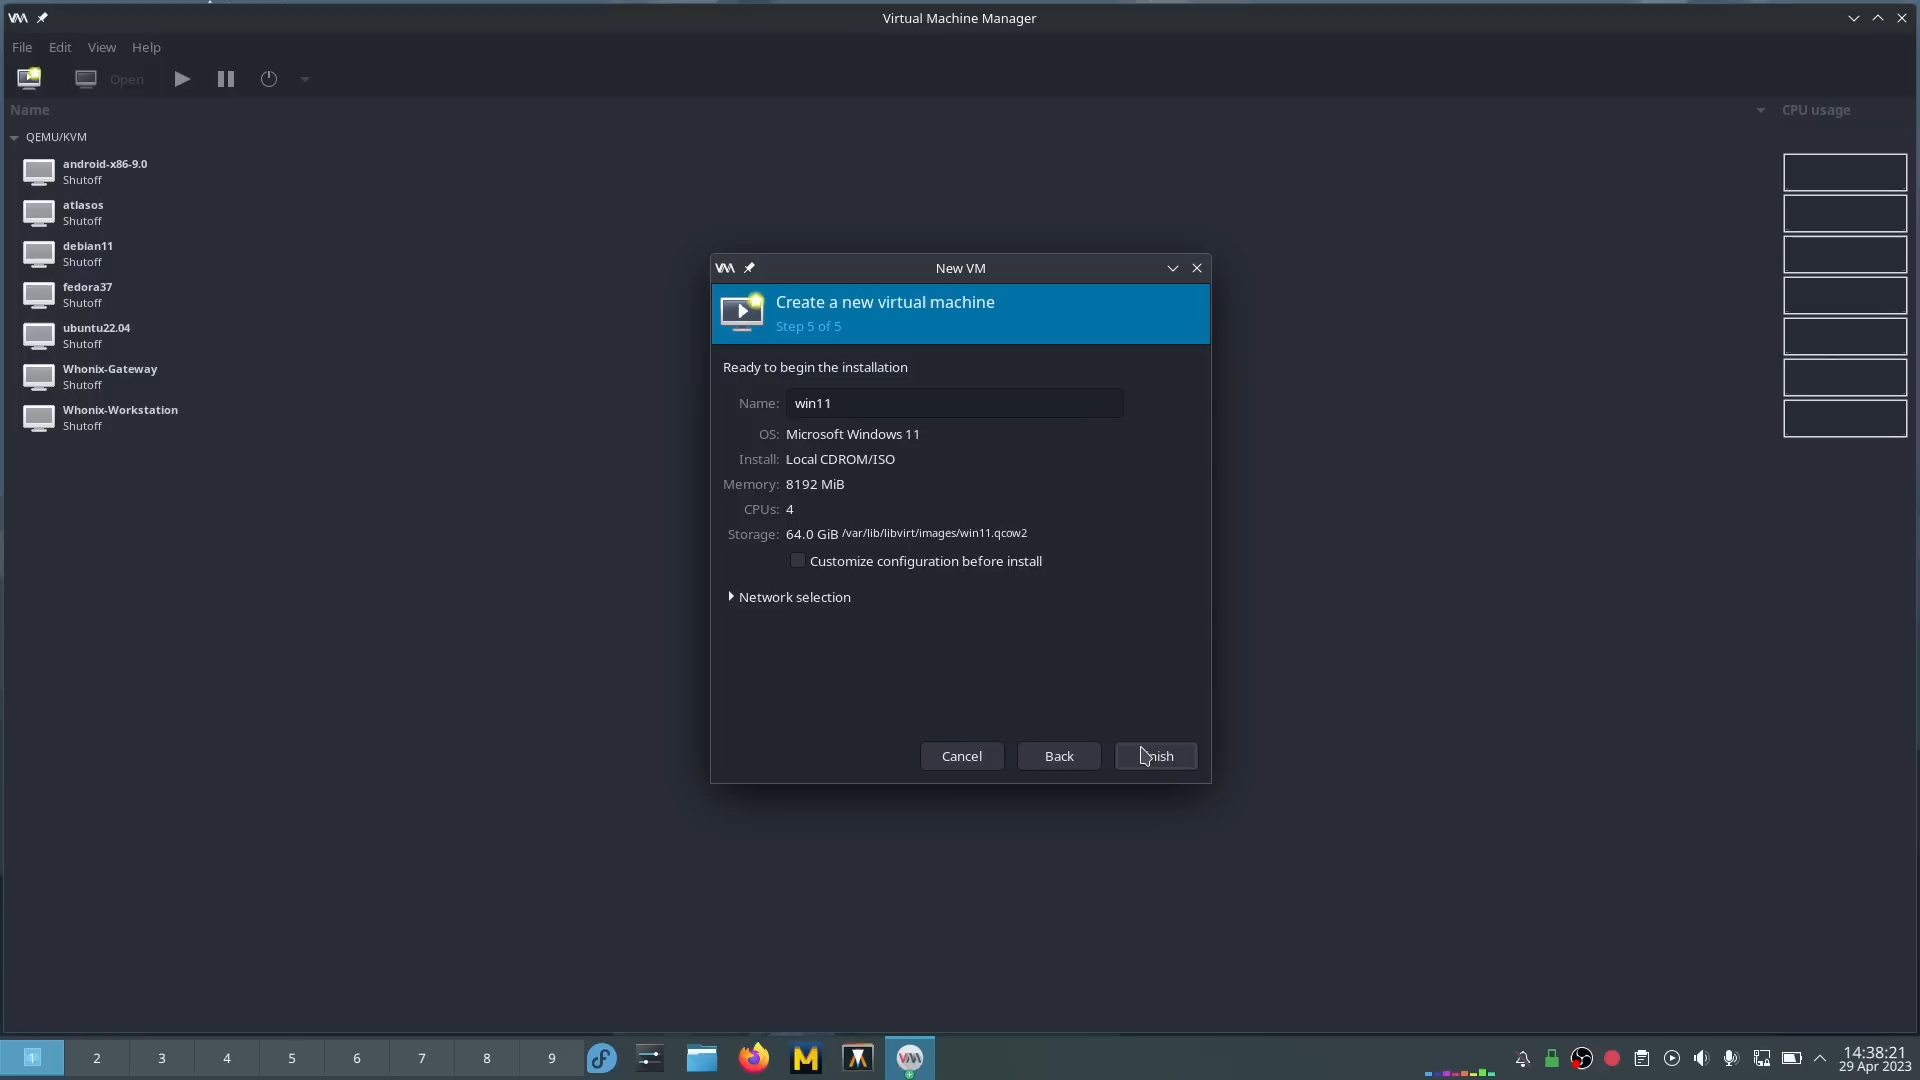 Virtual Machine Manager
File Edit View Help
Open
Name
CPU usage
QEMU/KVM
android-x86-9.0
Shutoff
atlasos
Shutoff
debian11
Shutoff
fedora37
Shutoff
ubuntu22.04
Shutoff
Whonix-Gateway
Shutoff
Whonix-Workstation
Shutoff
New VM
Create a new virtual machine
Step 5 of 5
Ready to begin the installation
Name: win11
OS: Microsoft Windows 11
Install: Local CDROM/ISO
Memory: 8192 MiB
CPUs: 4
Storage: 64.0 GiB /var/lib/libvirt/images/win11.qcow2
Customize configuration before install
Network selection
Cancel Back
1 2 3 4 5 6 7 8 9
14:38:21
29 Apr 2023